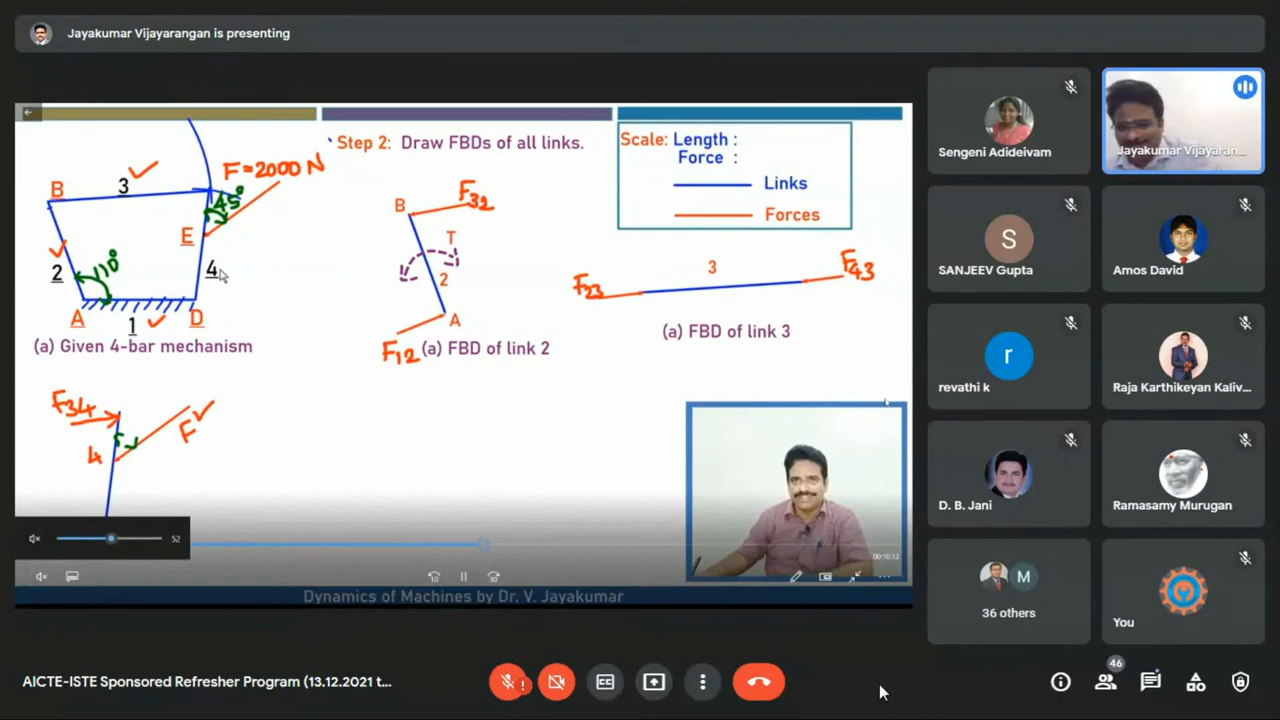 Jayakumar Vijayarangan is presenting
Step 2: Draw FBDs of all links.
Scale: Length :
Force :
Links
Forces
F=2000 N
B
3
45°
E
2
110°
4
A
1
D
(a) Given 4-bar mechanism
B
F32
T
2
A
F12
(a) FBD of link 2
3
F43
F23
(a) FBD of link 3
F34
F
4
52
10
30
00:10:12
Dynamics of Machines by Dr. V. Jayakumar
Sengeni Adideivam
Jayakumar Vijayaran...
S
SANJEEV Gupta
Amos David
r
revathi k
Raja Karthikeyan Kaliv...
D. B. Jani
Ramasamy Murugan
M
36 others
You
AICTE-ISTE Sponsored Refresher Program (13.12.2021 t...
!
CC
46